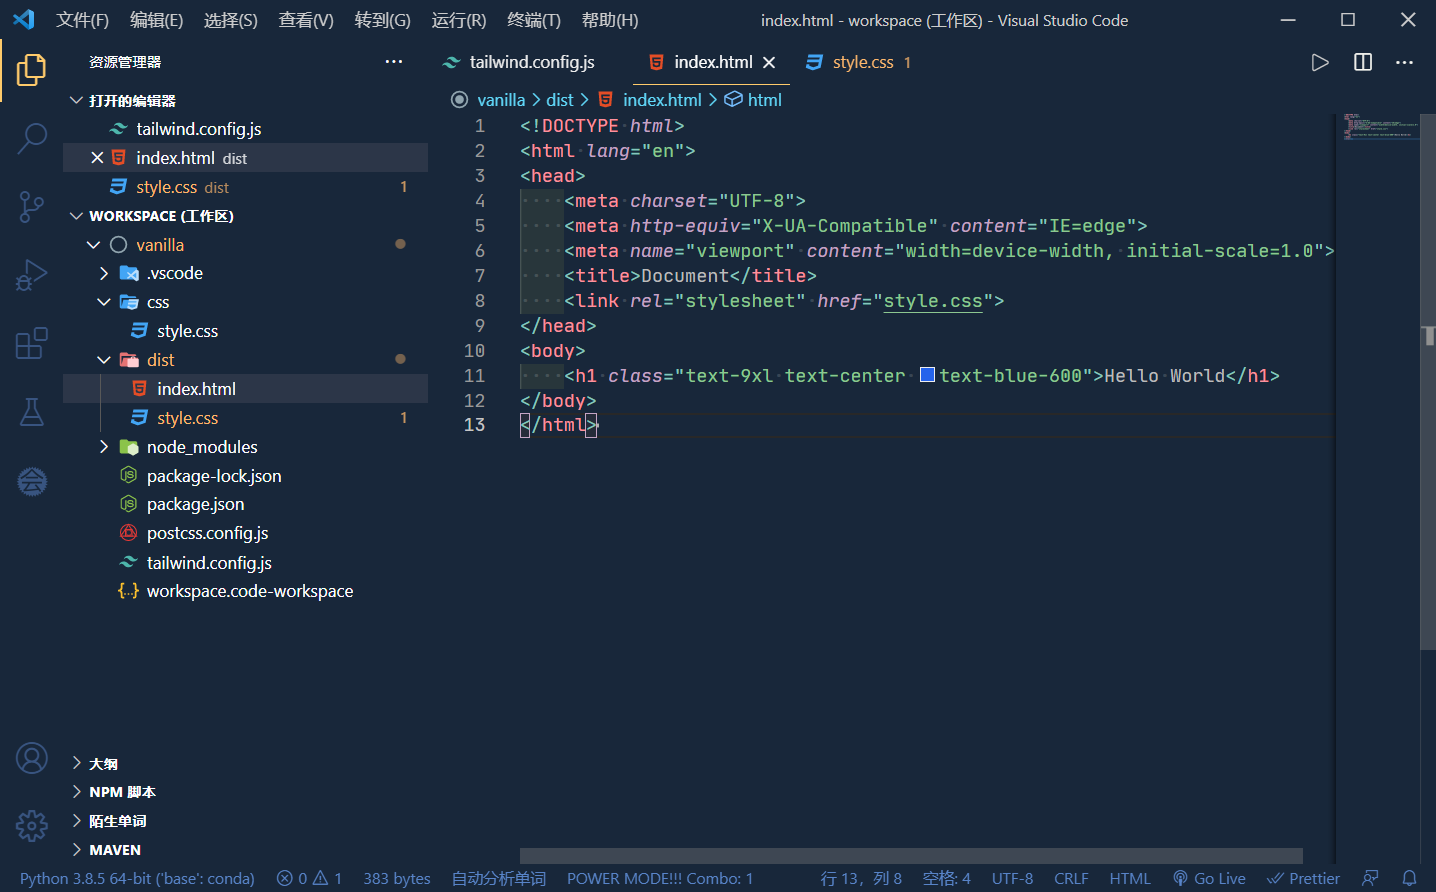 文件(F) 编辑(E) 选择(S) 查看(V) 转到(G) 运行(R) 终端(T) 帮助(H) index.html - workspace (工作区) - Visual Studio Code
资源管理器 ···
打开的编辑器
tailwind.config.js
index.html dist
style.css dist 1
WORKSPACE (工作区)
vanilla
.vscode
css
style.css
dist
index.html
style.css 1
node_modules
package-lock.json
package.json
postcss.config.js
tailwind.config.js
workspace.code-workspace
大纲
NPM 脚本
陌生单词
MAVEN
tailwind.config.js index.html style.css 1
vanilla > dist > index.html > html
1 <!DOCTYPE html>
2 <html lang="en">
3 <head>
4 <meta charset="UTF-8">
5 <meta http-equiv="X-UA-Compatible" content="IE=edge">
6 <meta name="viewport" content="width=device-width, initial-scale=1.0">
7 <title>Document</title>
8 <link rel="stylesheet" href="style.css">
9 </head>
10 <body>
11 <h1 class="text-9xl text-center text-blue-600">Hello World</h1>
12 </body>
13 </html>
Python 3.8.5 64-bit ('base': conda) 0 1 383 bytes 自动分析单词 POWER MODE!!! Combo: 1 行 13，列 8 空格: 4 UTF-8 CRLF HTML Go Live Prettier